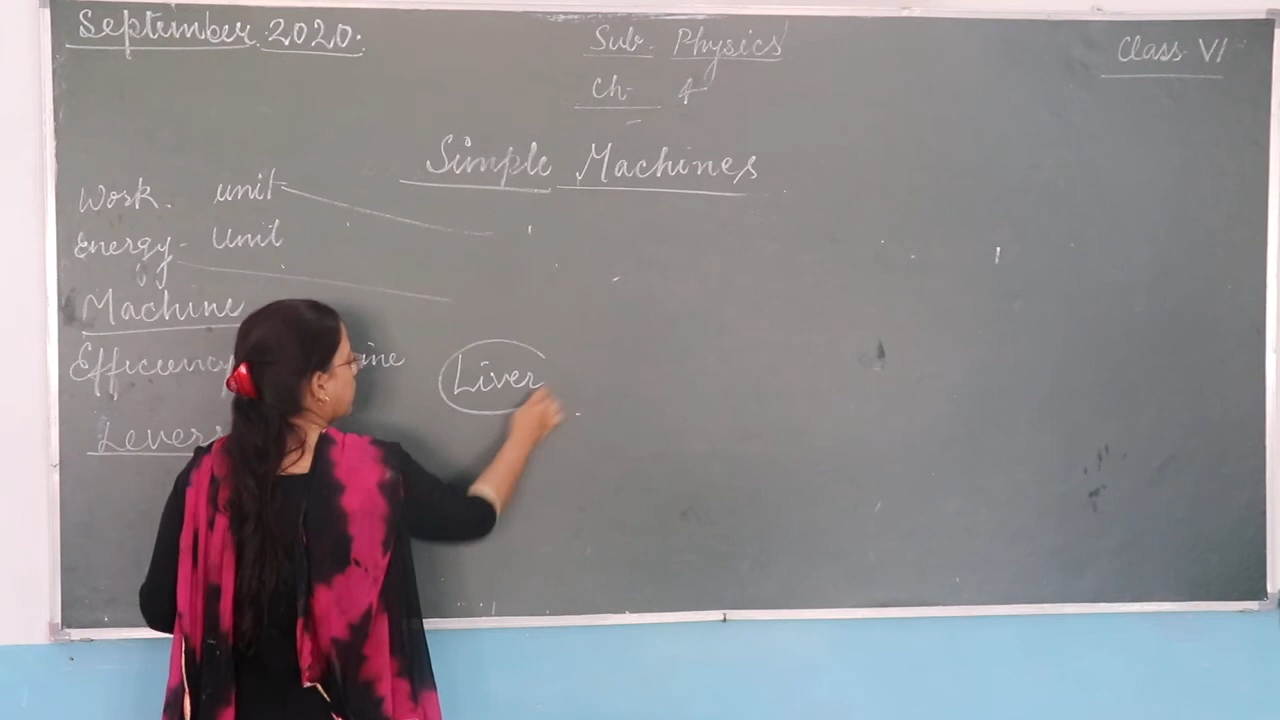 September 2020.
Sub. Physics
Class VI
Ch 4
Simple Machines
Work. unit
Energy - Unit
Machine
Efficiency
Liver
Levers